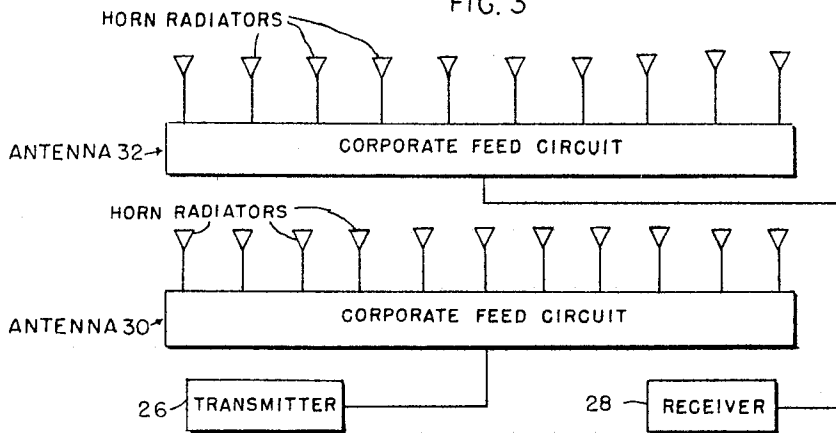 FIG. 3
HORN RADIATORS
CORPORATE FEED CIRCUIT
ANTENNA 32
HORN RADIATORS
CORPORATE FEED CIRCUIT
ANTENNA 30
26
TRANSMITTER
28
RECEIVER